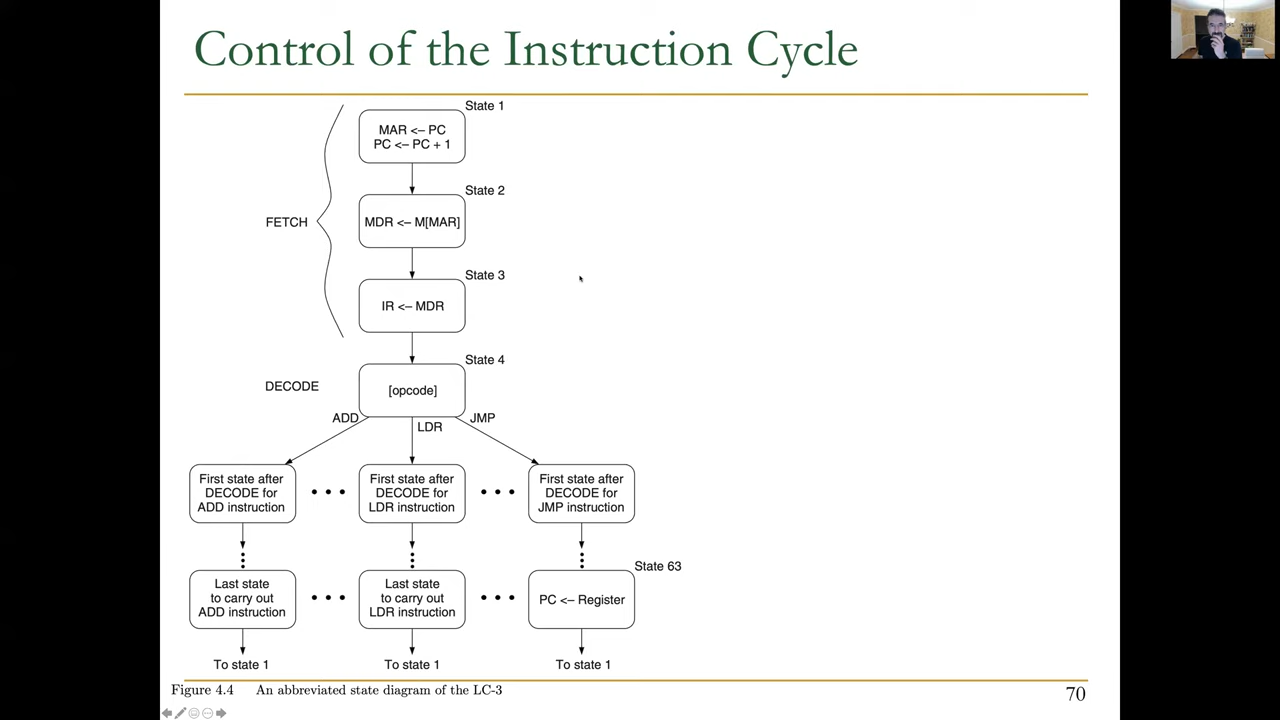 Control of the Instruction Cycle
State 1
MAR <– PC
PC <– PC + 1
State 2
FETCH
MDR <– M[MAR]
State 3
IR <– MDR
State 4
DECODE
[opcode]
ADD
LDR
JMP
First state after
DECODE for
ADD instruction
• • •
First state after
DECODE for
LDR instruction
• • •
First state after
DECODE for
JMP instruction
State 63
Last state
to carry out
ADD instruction
• • •
Last state
to carry out
LDR instruction
• • •
PC <– Register
To state 1
To state 1
To state 1
Figure 4.4 An abbreviated state diagram of the LC-3
70